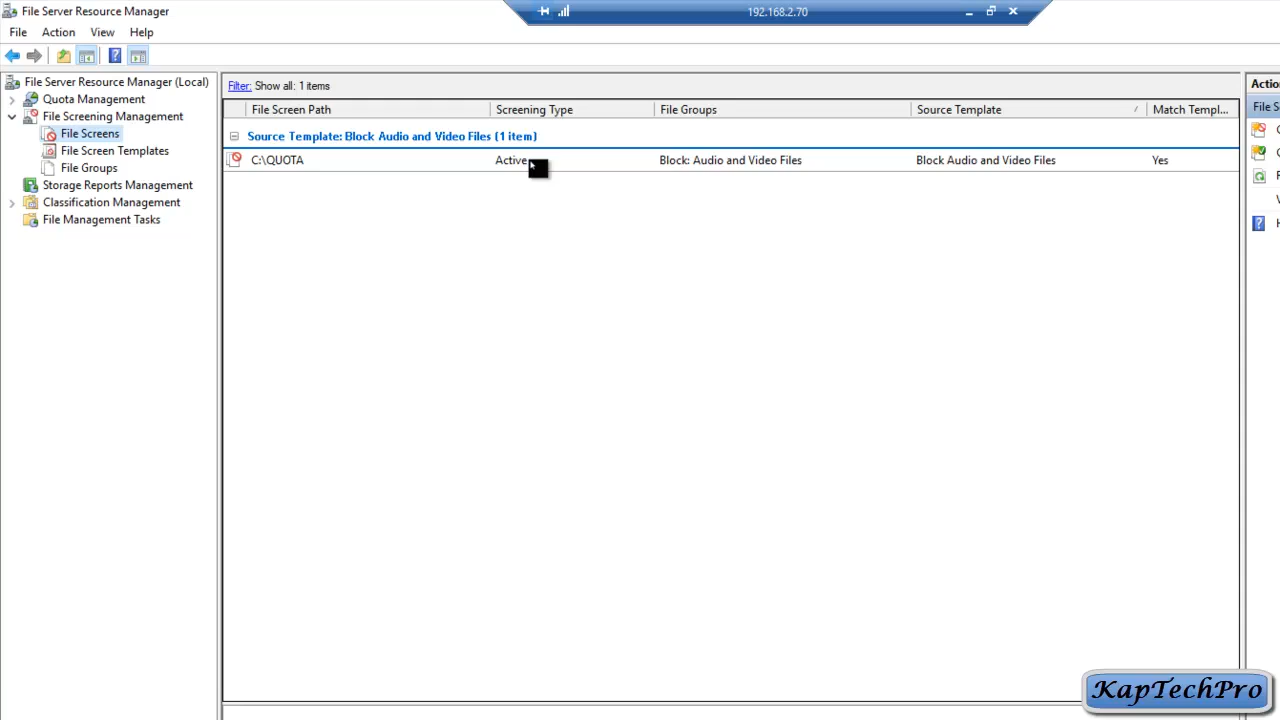 File Server Resource Manager
192.168.2.70
File Action View Help
File Server Resource Manager (Local)
Quota Management
File Screening Management
File Screens
File Screen Templates
File Groups
Storage Reports Management
Classification Management
File Management Tasks
Filter: Show all: 1 items
File Screen Path Screening Type File Groups Source Template Match Templ...
Source Template: Block Audio and Video Files (1 item)
C:\QUOTA Active Block: Audio and Video Files Block Audio and Video Files Yes
Actio
File S
KapTechPro